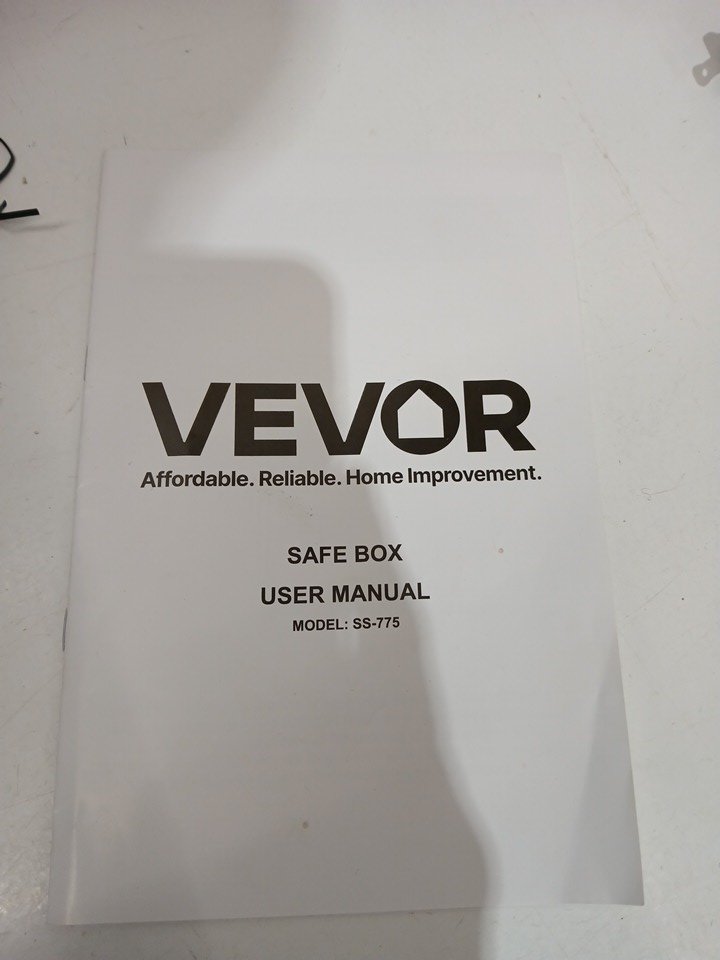 VEVOR
Affordable. Reliable. Home Improvement.
SAFE BOX
USER MANUAL
MODEL: SS-775